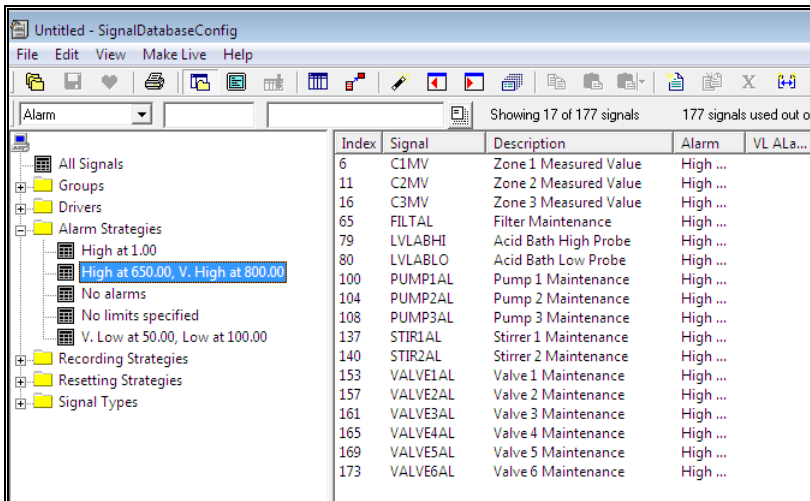 Untitled - SignalDatabaseConfig
File Edit View Make Live Help
Alarm Showing 17 of 177 signals 177 signals used out o
Index Signal Description Alarm VL ALa...
All Signals
Groups
Drivers
Alarm Strategies
High at 1.00
High at 650.00, V. High at 800.00
No alarms
No limits specified
V. Low at 50.00, Low at 100.00
Recording Strategies
Resetting Strategies
Signal Types
6 C1MV Zone 1 Measured Value High ...
11 C2MV Zone 2 Measured Value High ...
16 C3MV Zone 3 Measured Value High ...
65 FILTAL Filter Maintenance High ...
79 LVLABHI Acid Bath High Probe High ...
80 LVLABLO Acid Bath Low Probe High ...
100 PUMP1AL Pump 1 Maintenance High ...
104 PUMP2AL Pump 2 Maintenance High ...
108 PUMP3AL Pump 3 Maintenance High ...
137 STIR1AL Stirrer 1 Maintenance High ...
140 STIR2AL Stirrer 2 Maintenance High ...
153 VALVE1AL Valve 1 Maintenance High ...
157 VALVE2AL Valve 2 Maintenance High ...
161 VALVE3AL Valve 3 Maintenance High ...
165 VALVE4AL Valve 4 Maintenance High ...
169 VALVE5AL Valve 5 Maintenance High ...
173 VALVE6AL Valve 6 Maintenance High ...